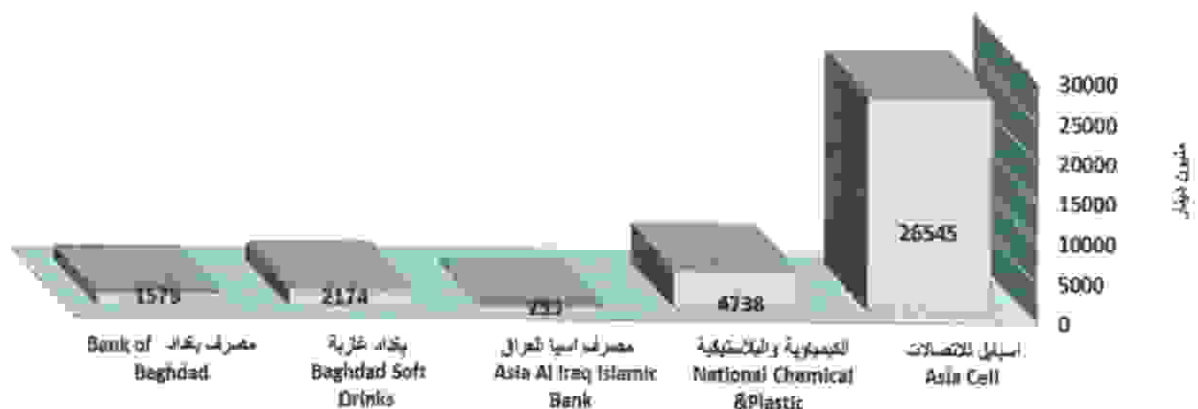 30000
25000
20000
15000
10000
5000
0
مليون دينار
26545
4738
2174
اسياسيل للاتصالات
Asia Cell
الكيمياوية والبلاستيكية
National Chemical
&Plastic
مصرف اسيا العراق
Asia Al Iraq Islamic
Bank
بغداد غازية
Baghdad Soft
Drinks
مصرف بغداد Bank of
Baghdad